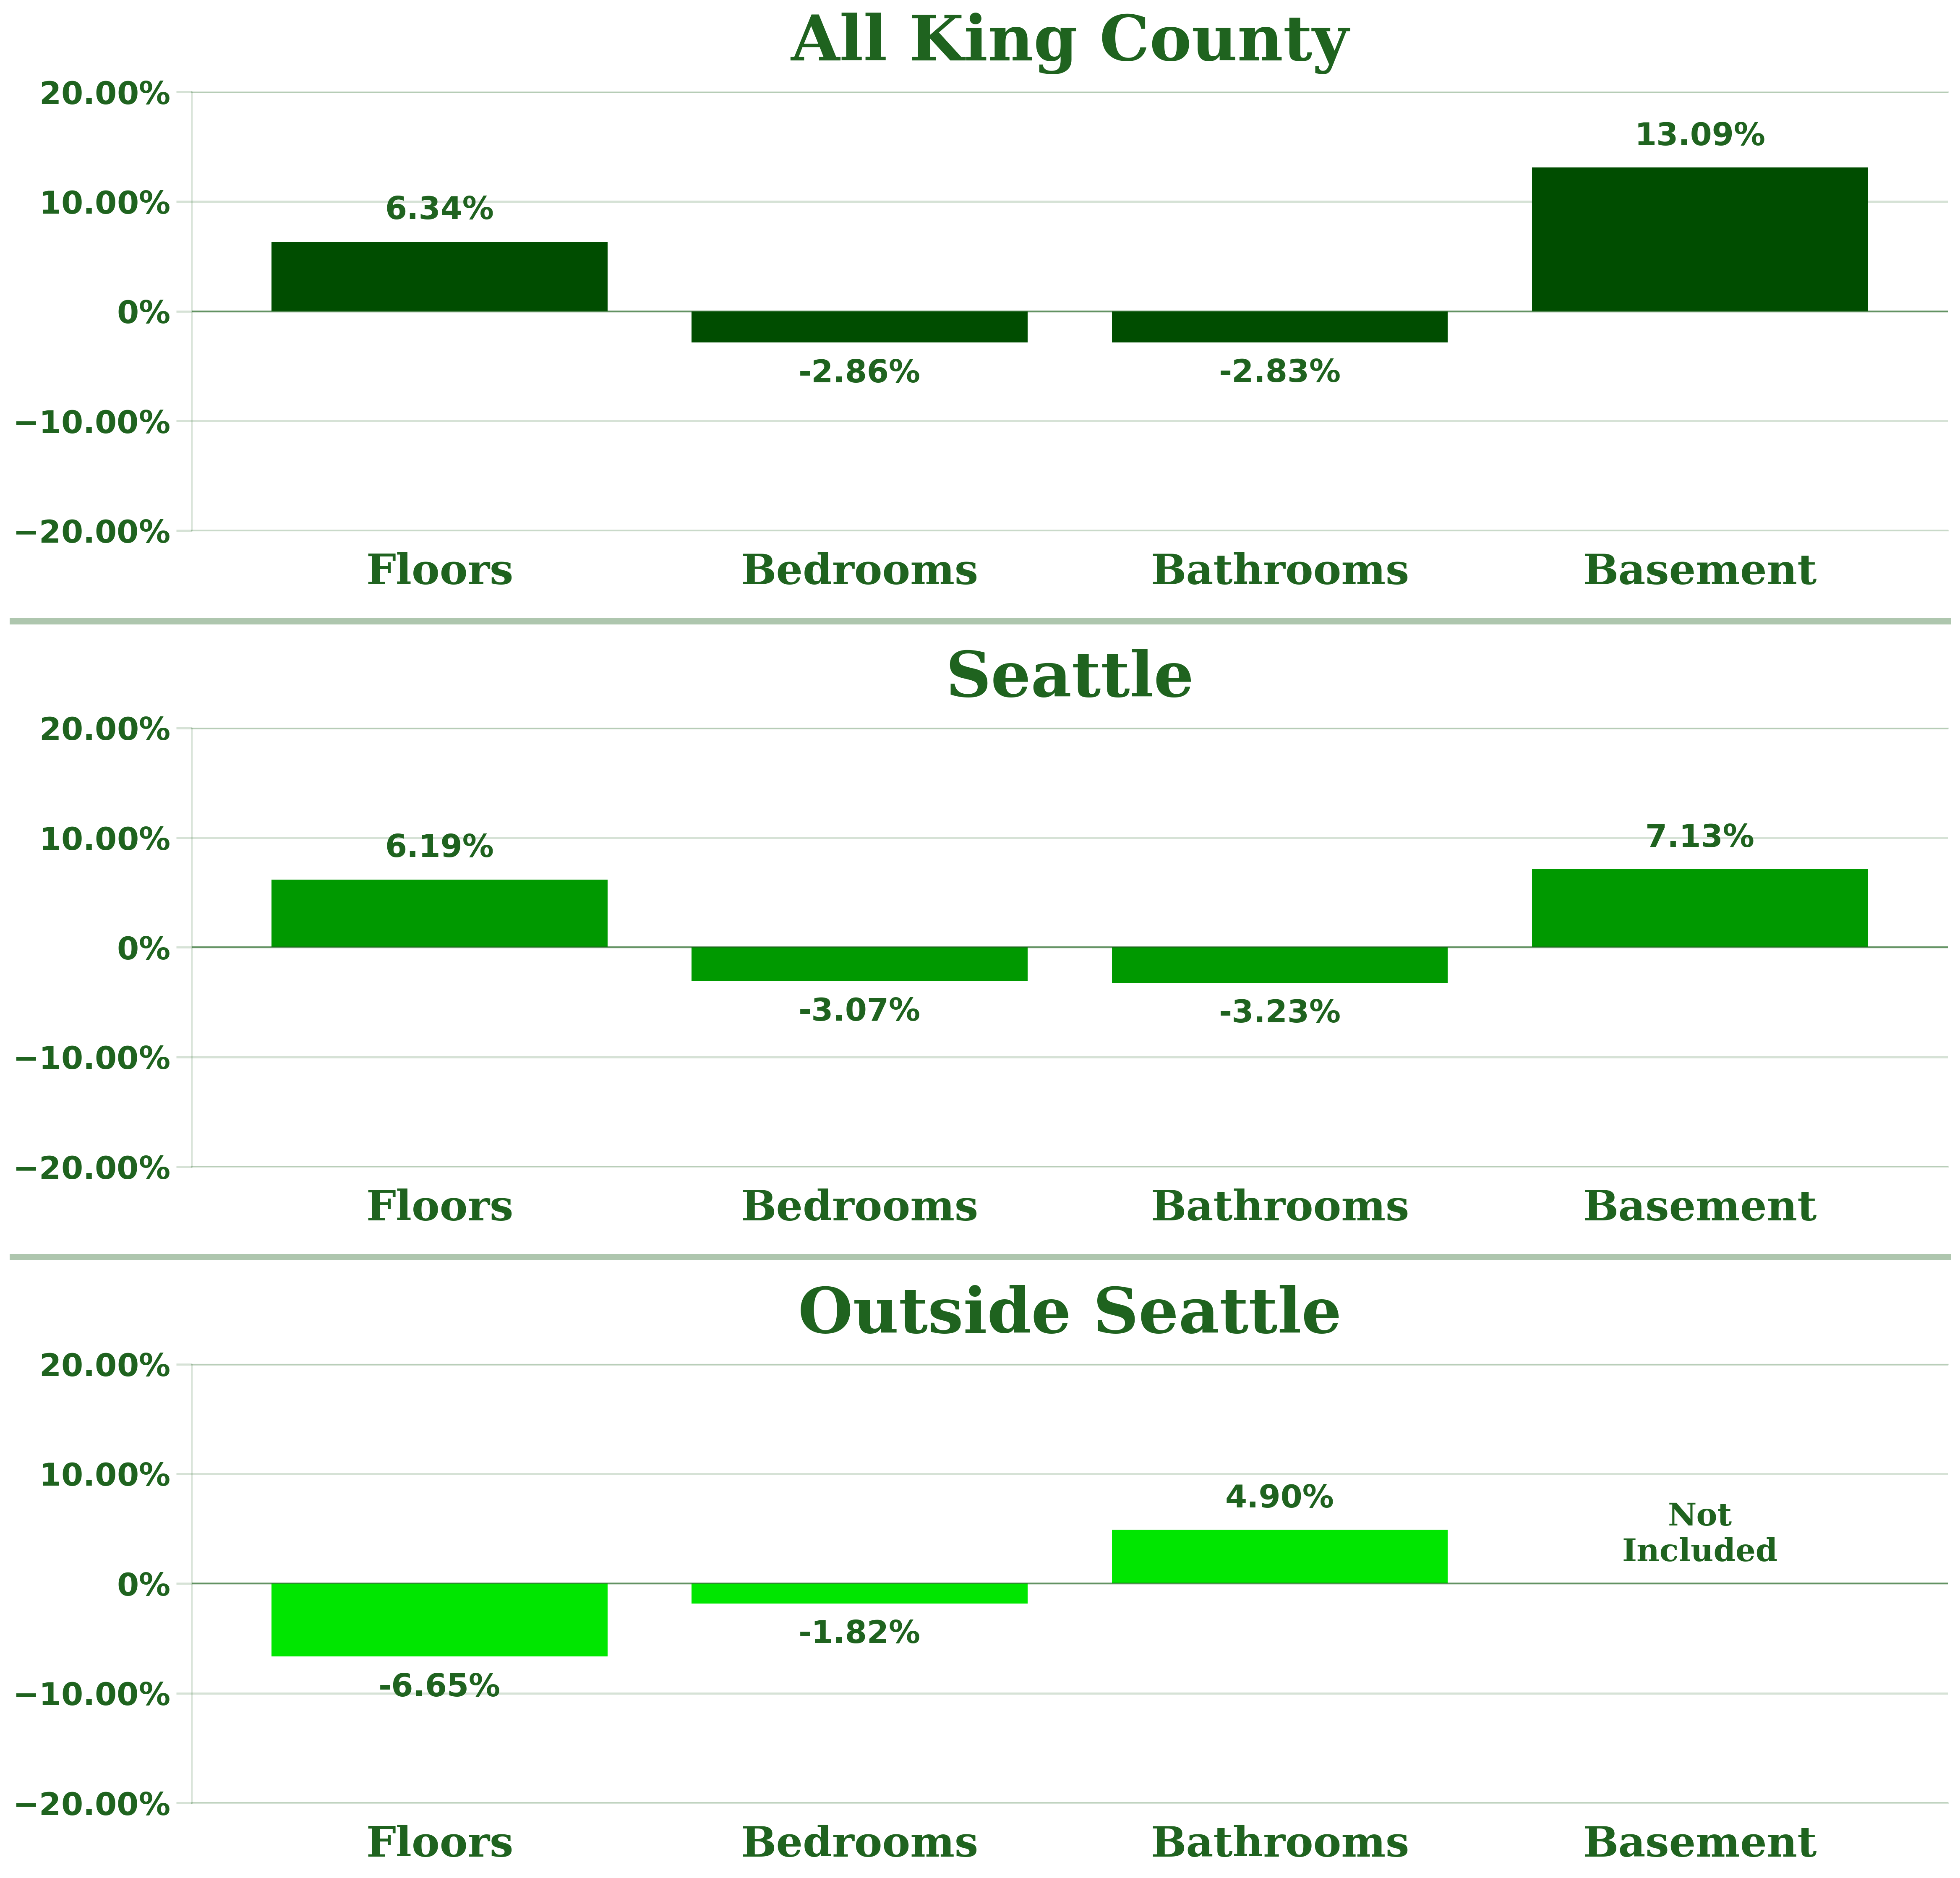 All King County
20.00%
13.09%
10.00%
6.34%
0%
-2.86%
-2.83%
−10.00%
−20.00%
Floors
Bedrooms
Bathrooms
Basement
Seattle
20.00%
10.00%
6.19%
7.13%
0%
-3.07%
-3.23%
−10.00%
−20.00%
Floors
Bedrooms
Bathrooms
Basement
Outside Seattle
20.00%
10.00%
4.90%
Not
Included
0%
-1.82%
-6.65%
−10.00%
−20.00%
Floors
Bedrooms
Bathrooms
Basement